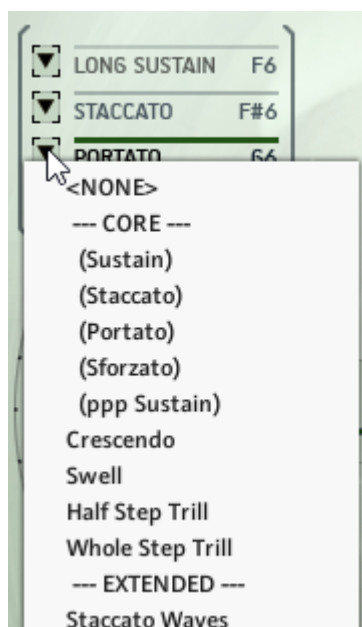 LONG SUSTAIN F6
STACCATO F#6
PORTATO G6
<NONE>
--- CORE ---
(Sustain)
(Staccato)
(Portato)
(Sforzato)
(ppp Sustain)
Crescendo
Swell
Half Step Trill
Whole Step Trill
--- EXTENDED ---
Staccato Waves